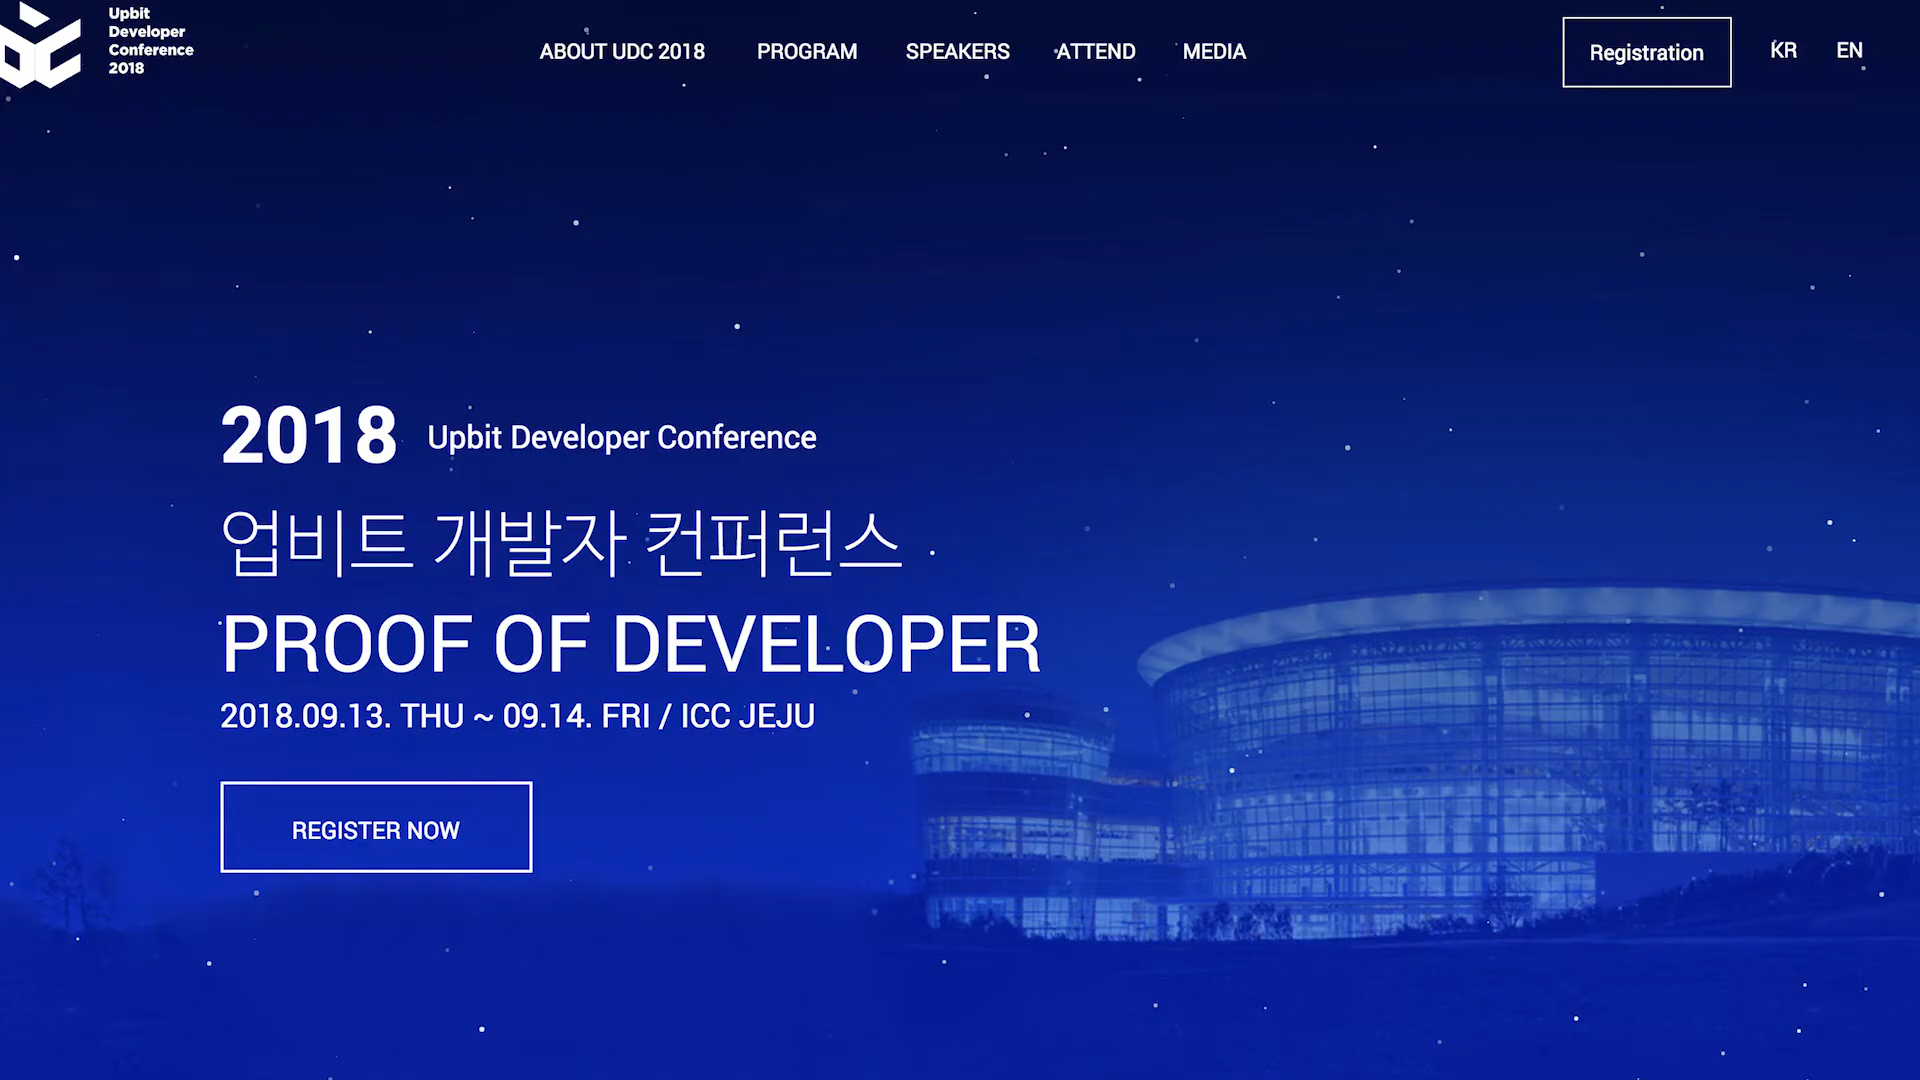 Upbit
Developer
Conference
2018
ABOUT UDC 2018 PROGRAM SPEAKERS ATTEND MEDIA
Registration KR EN
2018 Upbit Developer Conference
업비트 개발자 컨퍼런스
PROOF OF DEVELOPER
2018.09.13. THU ~ 09.14. FRI / ICC JEJU
REGISTER NOW